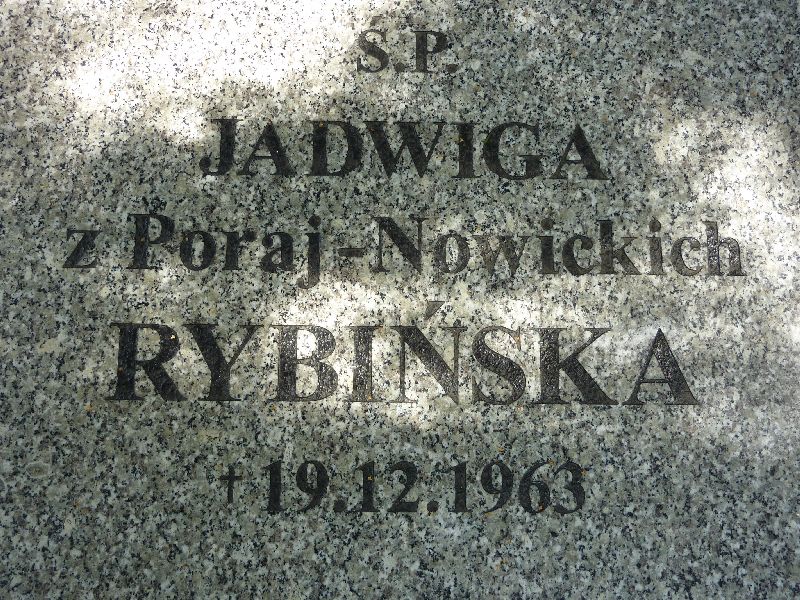 Ś.P.
JADWIGA
z Poraj-Nowickich
RYBIŃSKA
† 19.12.1963